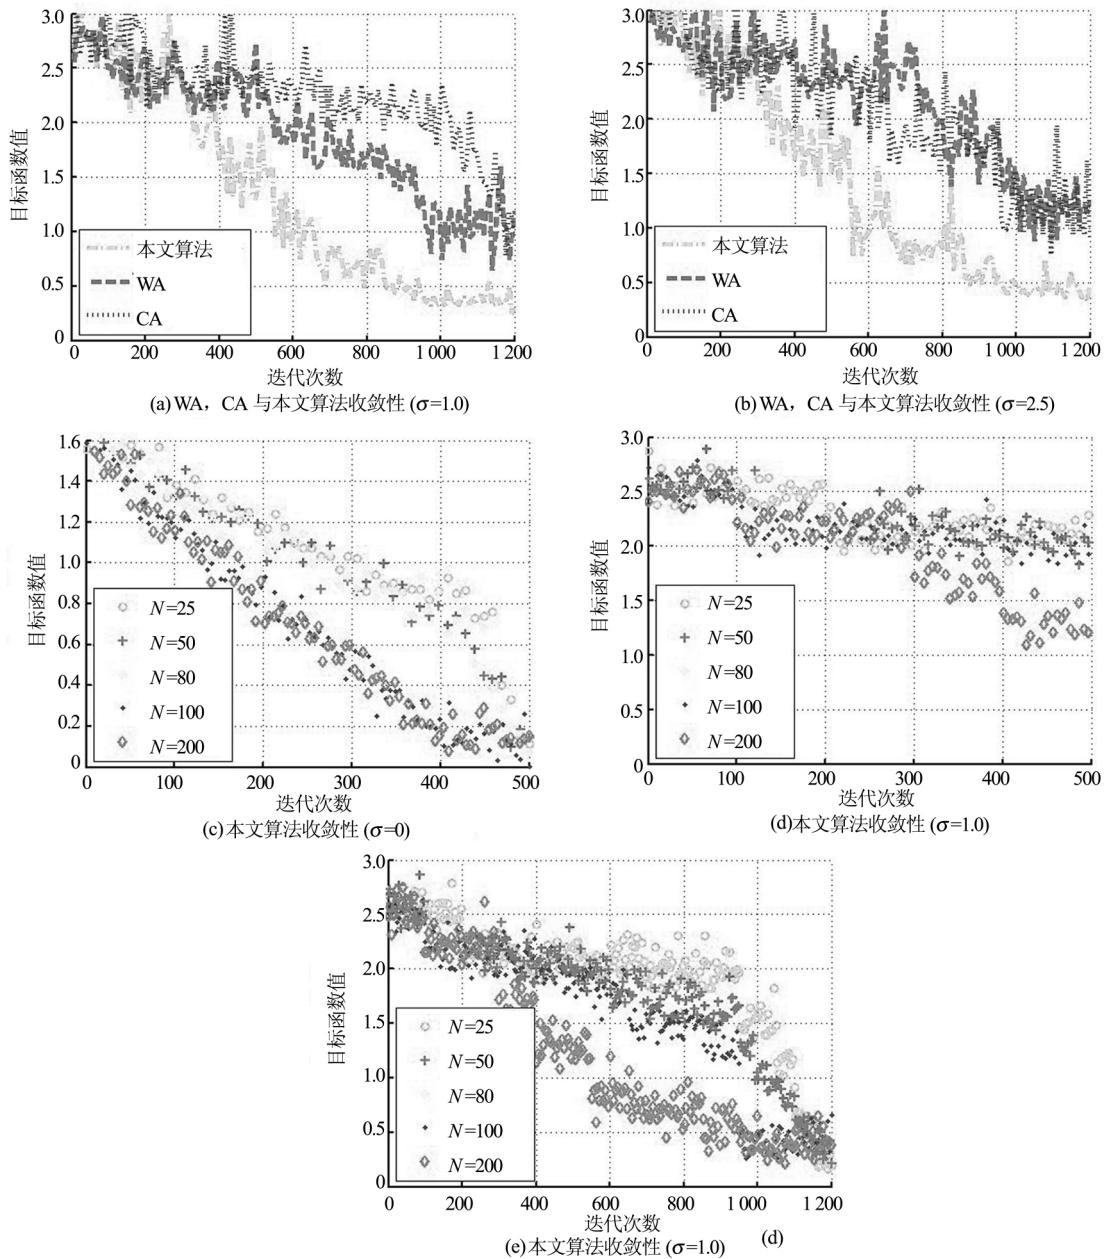 3.0
2.5
2.0
1.5
1.0
0.5
0
目标函数值
本文算法
WA
CA
0 200 400 600 800 1 000 1 200
迭代次数
(a) WA，CA 与本文算法收敛性 (σ=1.0)
3.0
2.5
2.0
1.5
1.0
0.5
0
目标函数值
本文算法
WA
CA
0 200 400 600 800 1 000 1 200
迭代次数
(b) WA，CA 与本文算法收敛性 (σ=2.5)
1.6
1.4
1.2
1.0
0.8
0.6
0.4
0.2
0
目标函数值
N=25
N=50
N=80
N=100
N=200
0 100 200 300 400 500
迭代次数
(c) 本文算法收敛性 (σ=0)
3.0
2.5
2.0
1.5
1.0
0.5
0
目标函数值
N=25
N=50
N=80
N=100
N=200
0 100 200 300 400 500
迭代次数
(d)本文算法收敛性 (σ=1.0)
3.0
2.5
2.0
1.5
1.0
0.5
0
目标函数值
N=25
N=50
N=80
N=100
N=200
0 200 400 600 800 1 000 1 200
迭代次数
(d)
(e) 本文算法收敛性 (σ=1.0)